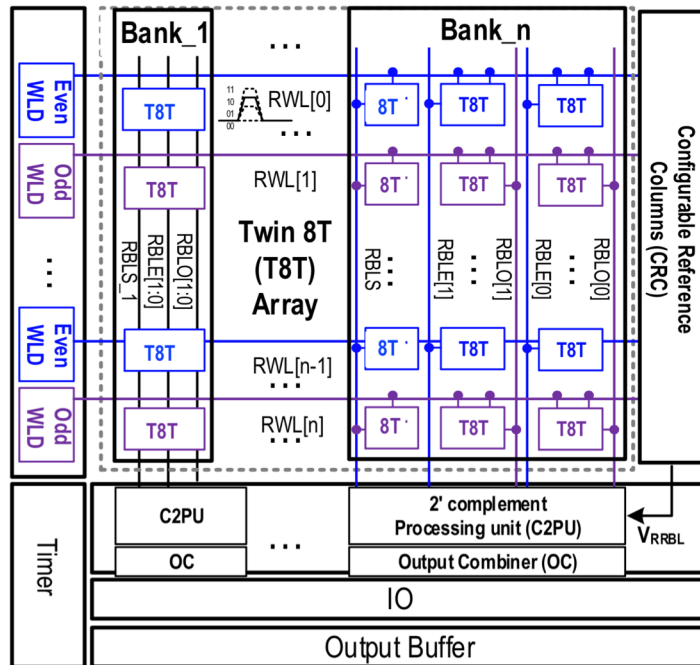 Bank_1
...
Bank_n
Even
WLD
T8T
11
10
01
00
RWL[0]
...
8T
T8T
T8T
Odd
WLD
T8T
RWL[1]
8T
T8T
T8T
...
RBLS_1
RBLE[1:0]
RBLO[1:0]
Twin 8T
(T8T)
Array
RBLS
...
RBLE[1]
...
RBLO[1]
RBLE[0]
...
RBLO[0]
Configurable Reference
Columns (CRC)
Even
WLD
T8T
RWL[n-1]
...
8T
T8T
T8T
Odd
WLD
T8T
RWL[n]
...
8T
T8T
T8T
Timer
C2PU
...
2' complement
Processing unit (C2PU)
VRRBL
OC
Output Combiner (OC)
IO
Output Buffer